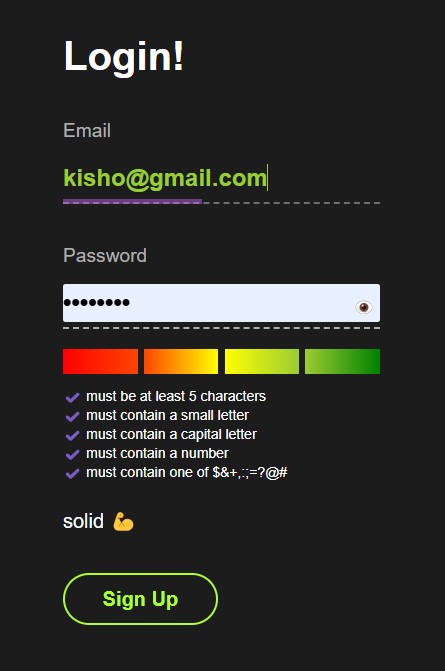 Login!
Email
kisho@gmail.com
Password
••••••••
must be at least 5 characters
must contain a small letter
must contain a capital letter
must contain a number
must contain one of $&+,:;=?@#
solid 💪
Sign Up